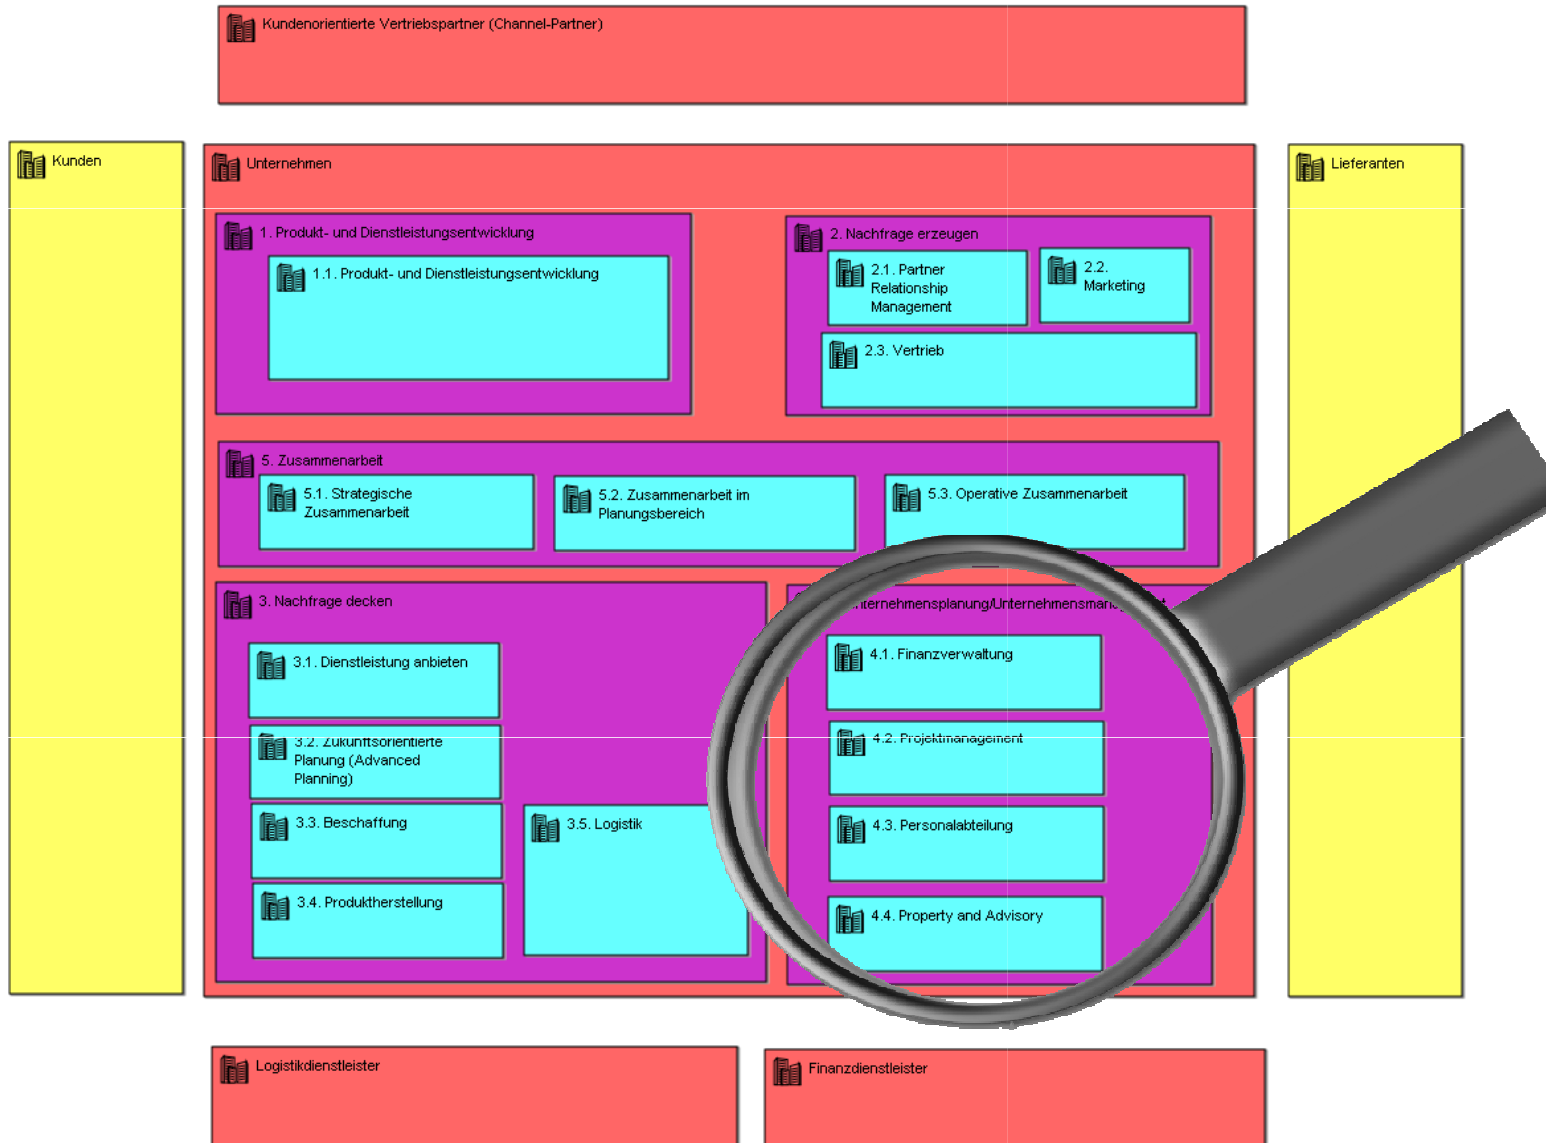 Kundenorientierte Vertriebspartner (Channel-Partner)
Kunden
Unternehmen
Lieferanten
1. Produkt- und Dienstleistungsentwicklung
1.1. Produkt- und Dienstleistungsentwicklung
2. Nachfrage erzeugen
2.1. Partner
Relationship
Management
2.2.
Marketing
2.3. Vertrieb
5. Zusammenarbeit
5.1. Strategische
Zusammenarbeit
5.2. Zusammenarbeit im
Planungsbereich
5.3. Operative Zusammenarbeit
3. Nachfrage decken
3.1. Dienstleistung anbieten
3.2. Zukunftsorientierte
Planung (Advanced
Planning)
3.3. Beschaffung
3.4. Produktherstellung
3.5. Logistik
4.1. Finanzverwaltung
4.2. Projektmanagement
4.3. Personalabteilung
4.4. Property and Advisory
Logistikdienstleister
Finanzdienstleister